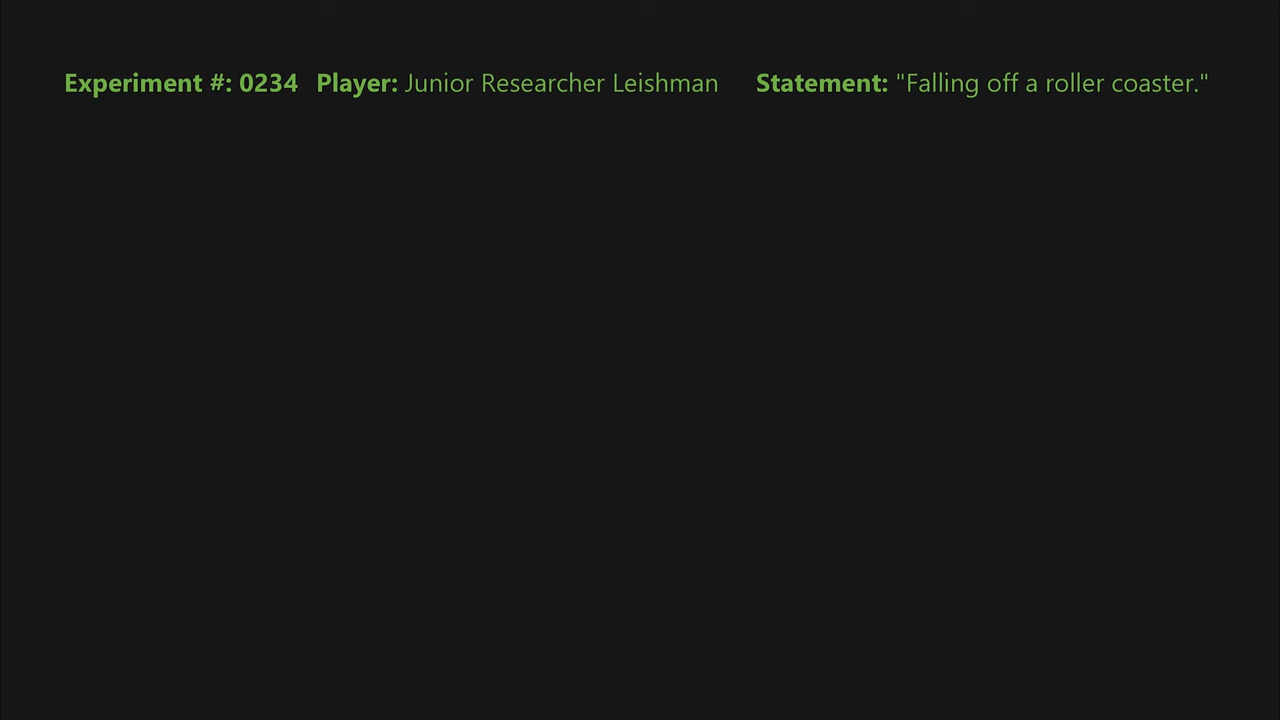 Experiment #: 0234 Player: Junior Researcher Leishman Statement: "Falling off a roller coaster."